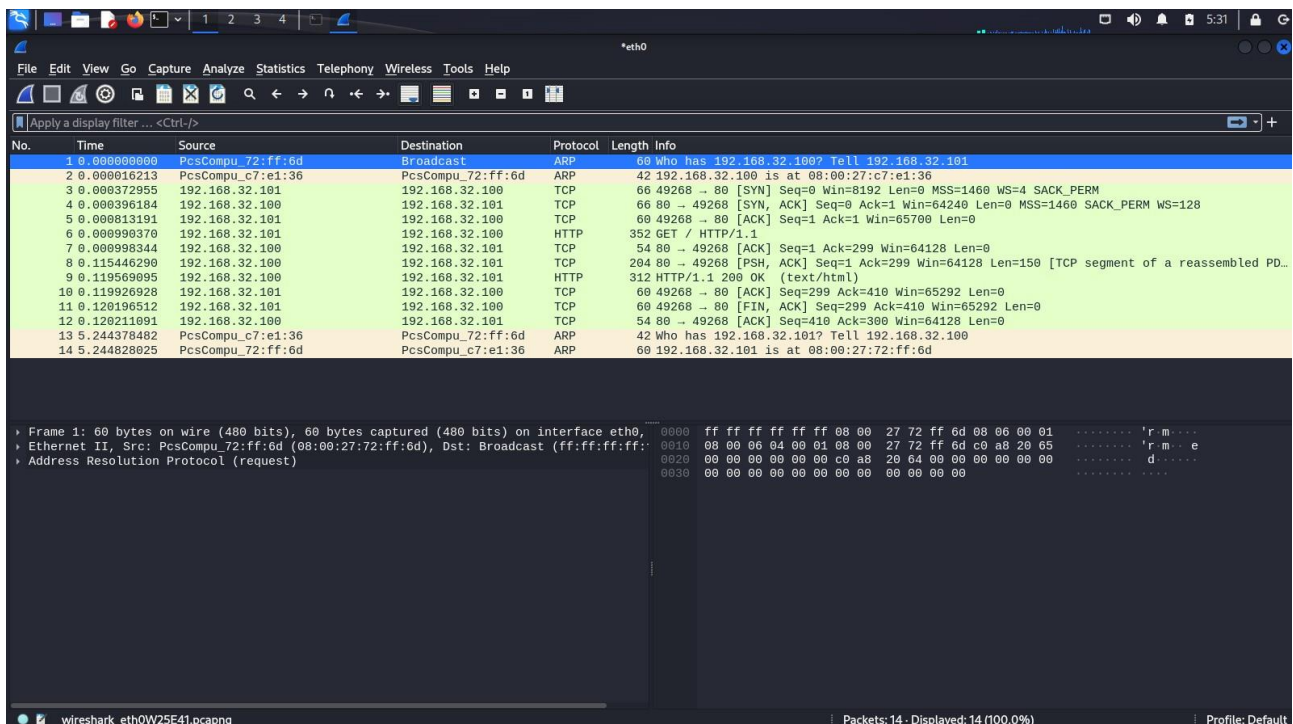 1 2 3 4 5:31
*eth0
File Edit View Go Capture Analyze Statistics Telephony Wireless Tools Help
Apply a display filter ... <Ctrl-/>
No. Time Source Destination Protocol Length Info
1 0.000000000 PcsCompu_72:ff:6d Broadcast ARP 60 Who has 192.168.32.100? Tell 192.168.32.101
2 0.000016213 PcsCompu_c7:e1:36 PcsCompu_72:ff:6d ARP 42 192.168.32.100 is at 08:00:27:c7:e1:36
3 0.000372955 192.168.32.101 192.168.32.100 TCP 66 49268 → 80 [SYN] Seq=0 Win=8192 Len=0 MSS=1460 WS=4 SACK_PERM
4 0.000396184 192.168.32.100 192.168.32.101 TCP 66 80 → 49268 [SYN, ACK] Seq=0 Ack=1 Win=64240 Len=0 MSS=1460 SACK_PERM WS=128
5 0.000813191 192.168.32.101 192.168.32.100 TCP 60 49268 → 80 [ACK] Seq=1 Ack=1 Win=65700 Len=0
6 0.000990370 192.168.32.101 192.168.32.100 HTTP 352 GET / HTTP/1.1
7 0.000998344 192.168.32.100 192.168.32.101 TCP 54 80 → 49268 [ACK] Seq=1 Ack=299 Win=64128 Len=0
8 0.115446290 192.168.32.100 192.168.32.101 TCP 204 80 → 49268 [PSH, ACK] Seq=1 Ack=299 Win=64128 Len=150 [TCP segment of a reassembled PD…
9 0.119569095 192.168.32.100 192.168.32.101 HTTP 312 HTTP/1.1 200 OK (text/html)
10 0.119926928 192.168.32.101 192.168.32.100 TCP 60 49268 → 80 [ACK] Seq=299 Ack=410 Win=65292 Len=0
11 0.120196512 192.168.32.101 192.168.32.100 TCP 60 49268 → 80 [FIN, ACK] Seq=299 Ack=410 Win=65292 Len=0
12 0.120211091 192.168.32.100 192.168.32.101 TCP 54 80 → 49268 [ACK] Seq=410 Ack=300 Win=64128 Len=0
13 5.244378482 PcsCompu_c7:e1:36 PcsCompu_72:ff:6d ARP 42 Who has 192.168.32.101? Tell 192.168.32.100
14 5.244828025 PcsCompu_72:ff:6d PcsCompu_c7:e1:36 ARP 60 192.168.32.101 is at 08:00:27:72:ff:6d
Frame 1: 60 bytes on wire (480 bits), 60 bytes captured (480 bits) on interface eth0,
Ethernet II, Src: PcsCompu_72:ff:6d (08:00:27:72:ff:6d), Dst: Broadcast (ff:ff:ff:ff:
Address Resolution Protocol (request)
0000 ff ff ff ff ff ff 08 00 27 72 ff 6d 08 06 00 01 ········ 'r·m····
0010 08 00 06 04 00 01 08 00 27 72 ff 6d c0 a8 20 65 ········ 'r·m·· e
0020 00 00 00 00 00 00 c0 a8 20 64 00 00 00 00 00 00 ········ d······
0030 00 00 00 00 00 00 00 00 00 00 00 00 ········ ····
wireshark_eth0W25E41.pcapng Packets: 14 · Displayed: 14 (100.0%) Profile: Default